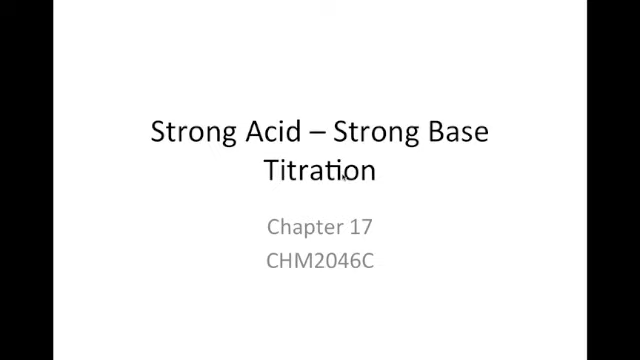 Strong Acid – Strong Base
Titration
Chapter 17
CHM2046C